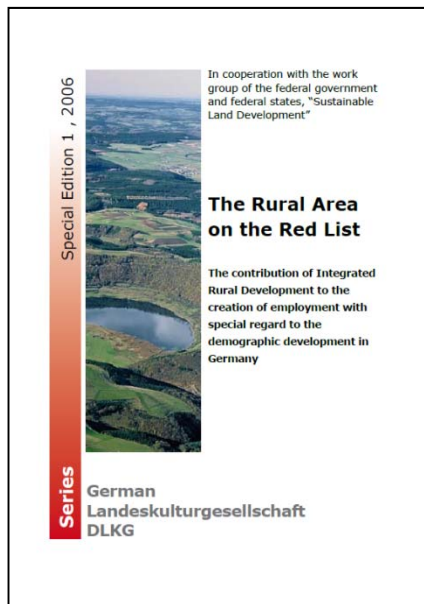 In cooperation with the work
group of the federal government
and federal states, “Sustainable
Land Development”
Special Edition 1 , 2006
The Rural Area
on the Red List
The contribution of Integrated
Rural Development to the
creation of employment with
special regard to the
demographic development in
Germany
Series
German
Landeskulturgesellschaft
DLKG